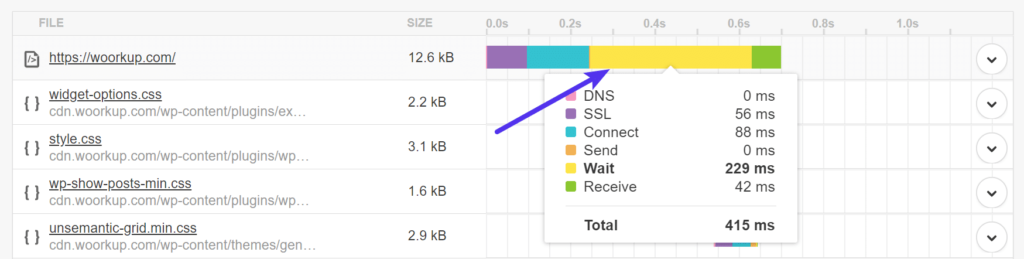 FILE SIZE 0.0s 0.2s 0.4s 0.6s 0.8s 1.0s
https://woorkup.com/ 12.6 kB
widget-options.css
cdn.woorkup.com/wp-content/plugins/ex… 2.2 kB
style.css
cdn.woorkup.com/wp-content/plugins/wp… 3.1 kB
wp-show-posts-min.css
cdn.woorkup.com/wp-content/plugins/wp… 1.6 kB
unsemantic-grid.min.css
cdn.woorkup.com/wp-content/themes/gen… 2.9 kB
DNS 0 ms
SSL 56 ms
Connect 88 ms
Send 0 ms
Wait 229 ms
Receive 42 ms
Total 415 ms